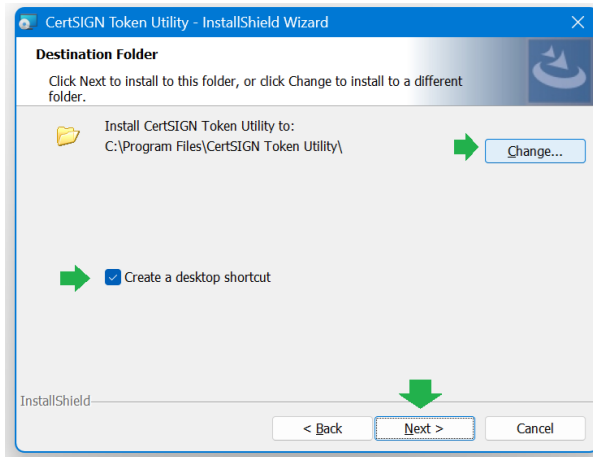 CertSIGN Token Utility - InstallShield Wizard
Destination Folder
Click Next to install to this folder, or click Change to install to a different
folder.
Install CertSIGN Token Utility to:
C:\Program Files\CertSIGN Token Utility\
Change...
Create a desktop shortcut
InstallShield
< Back
Next >
Cancel